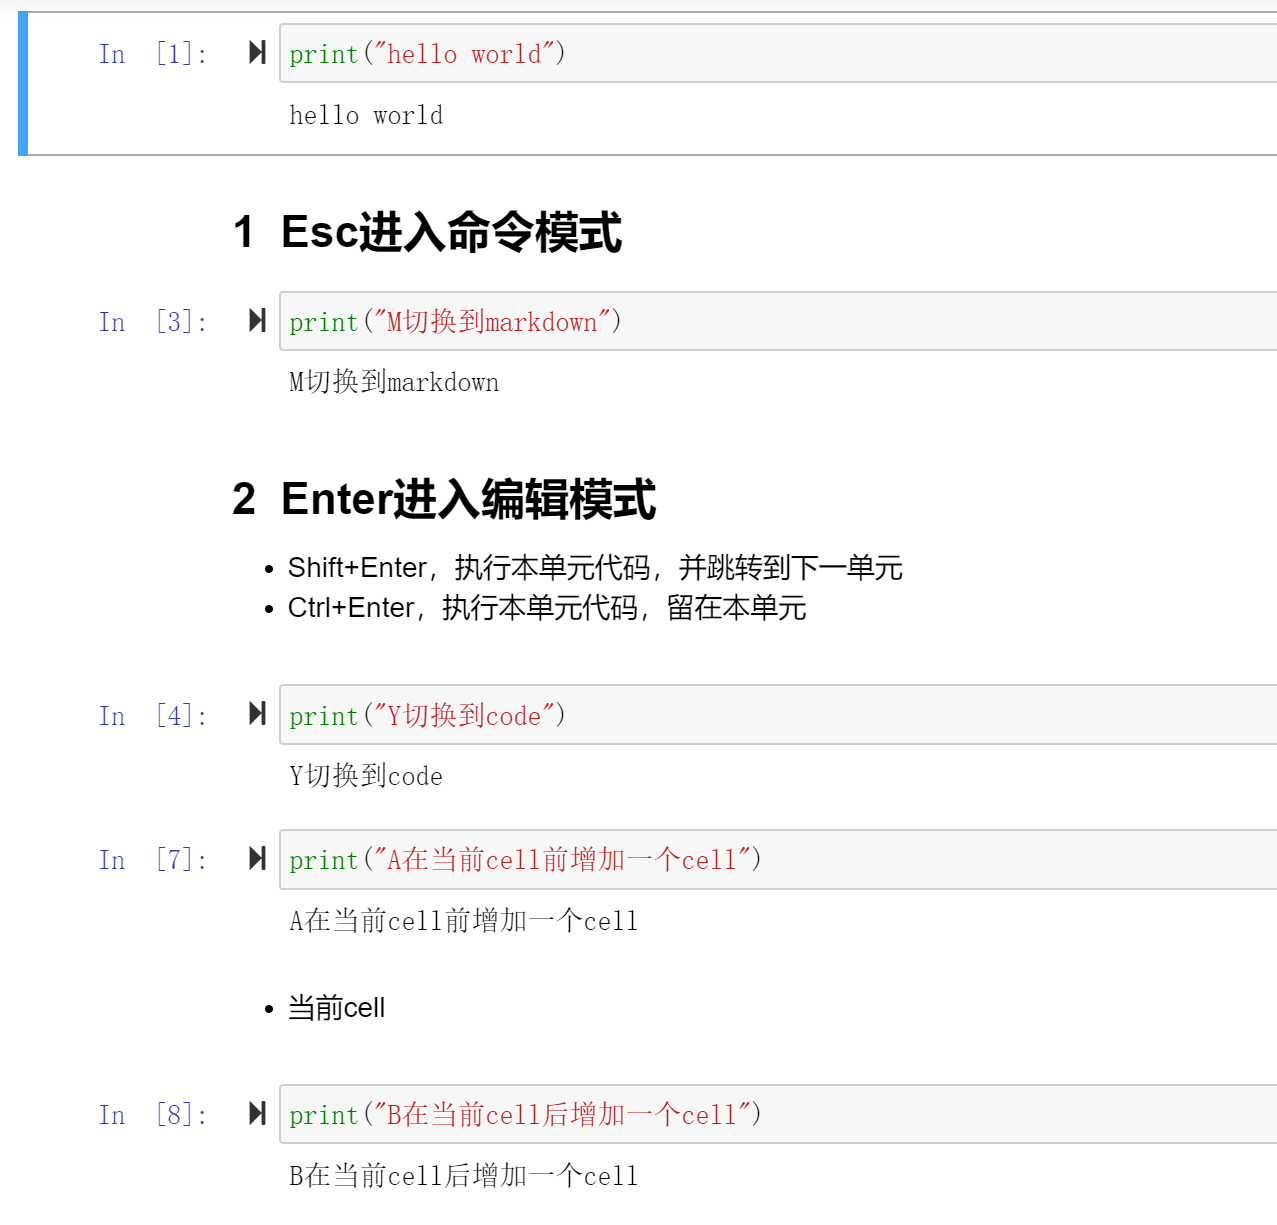 In [1]: print("hello world")
hello world
1 Esc进入命令模式
In [3]: print("M切换到markdown")
M切换到markdown
2 Enter进入编辑模式
• Shift+Enter，执行本单元代码，并跳转到下一单元
• Ctrl+Enter，执行本单元代码，留在本单元
In [4]: print("Y切换到code")
Y切换到code
In [7]: print("A在当前cell前增加一个cell")
A在当前cell前增加一个cell
• 当前cell
In [8]: print("B在当前cell后增加一个cell")
B在当前cell后增加一个cell